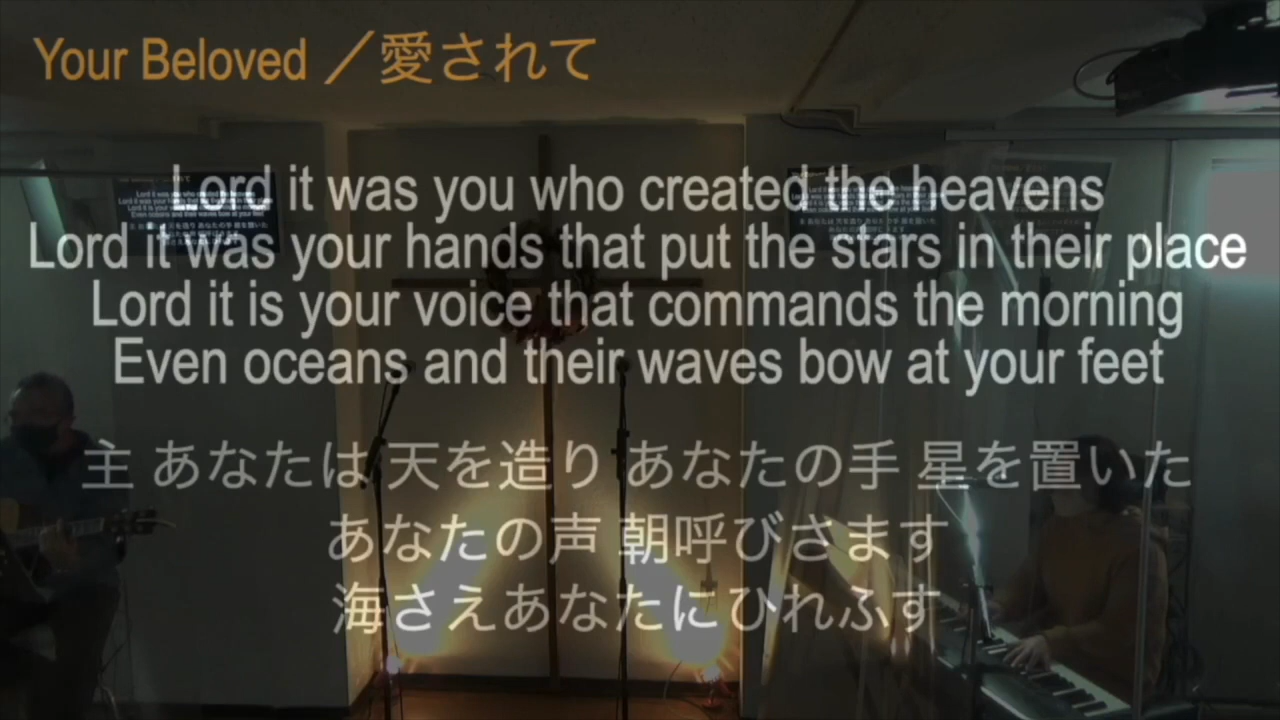 Your Beloved ／愛されて
Lord it was you who created the heavens
Lord it was your hands that put the stars in their place
Lord it is your voice that commands the morning
Even oceans and their waves bow at your feet
主 あなたは 天を造り あなたの手 星を置いた
あなたの声 朝呼びさます
海さえあなたにひれふす